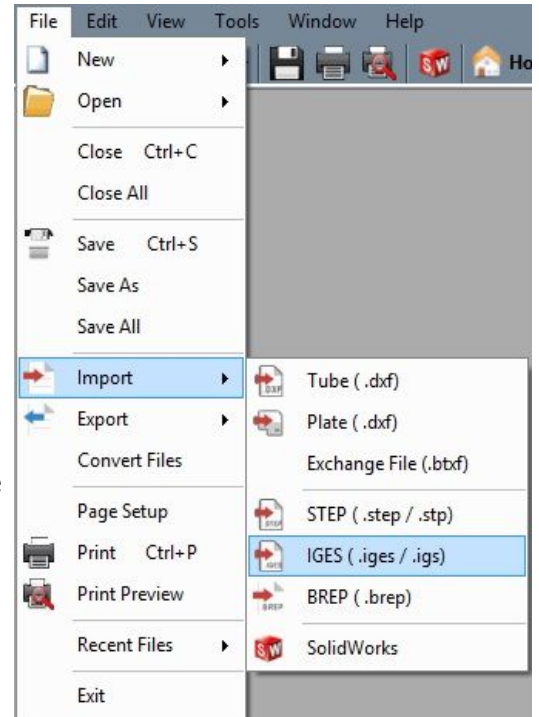 File Edit View Tools Window Help
New
Ho
Open
Close Ctrl+C
Close All
Save Ctrl+S
Save As
Save All
Import
Tube ( .dxf)
Export
Plate ( .dxf)
Convert Files
Exchange File (.btxf)
Page Setup
STEP ( .step / .stp)
Print Ctrl+P
IGES ( .iges / .igs)
Print Preview
BREP ( .brep)
Recent Files
SolidWorks
Exit